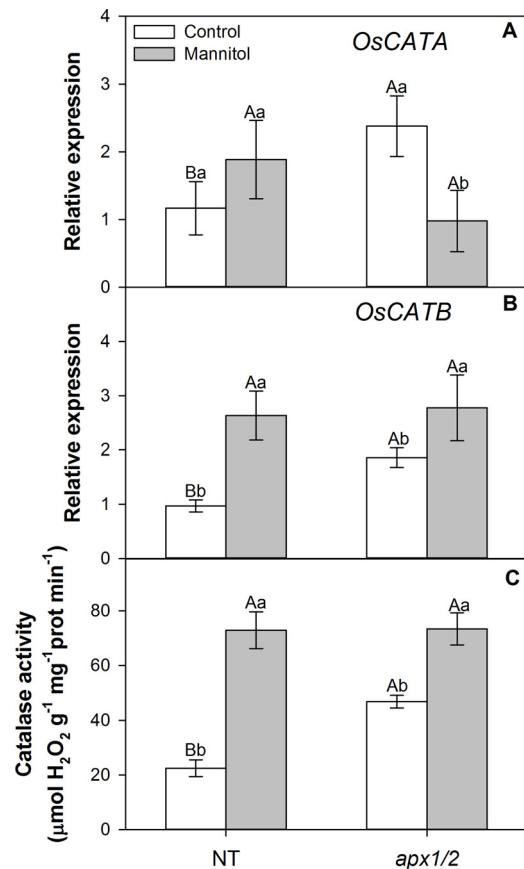 A
Control
Mannitol
OsCATA
Relative expression
4
3
2
1
0
Ba
Aa
Aa
Ab
B
OsCATB
Relative expression
4
3
2
1
0
Bb
Aa
Ab
Aa
C
Catalase activity
(µmol H₂O₂ g⁻¹ mg⁻¹prot min⁻¹)
80
60
40
20
0
Bb
Aa
Ab
Aa
NT
apx1/2